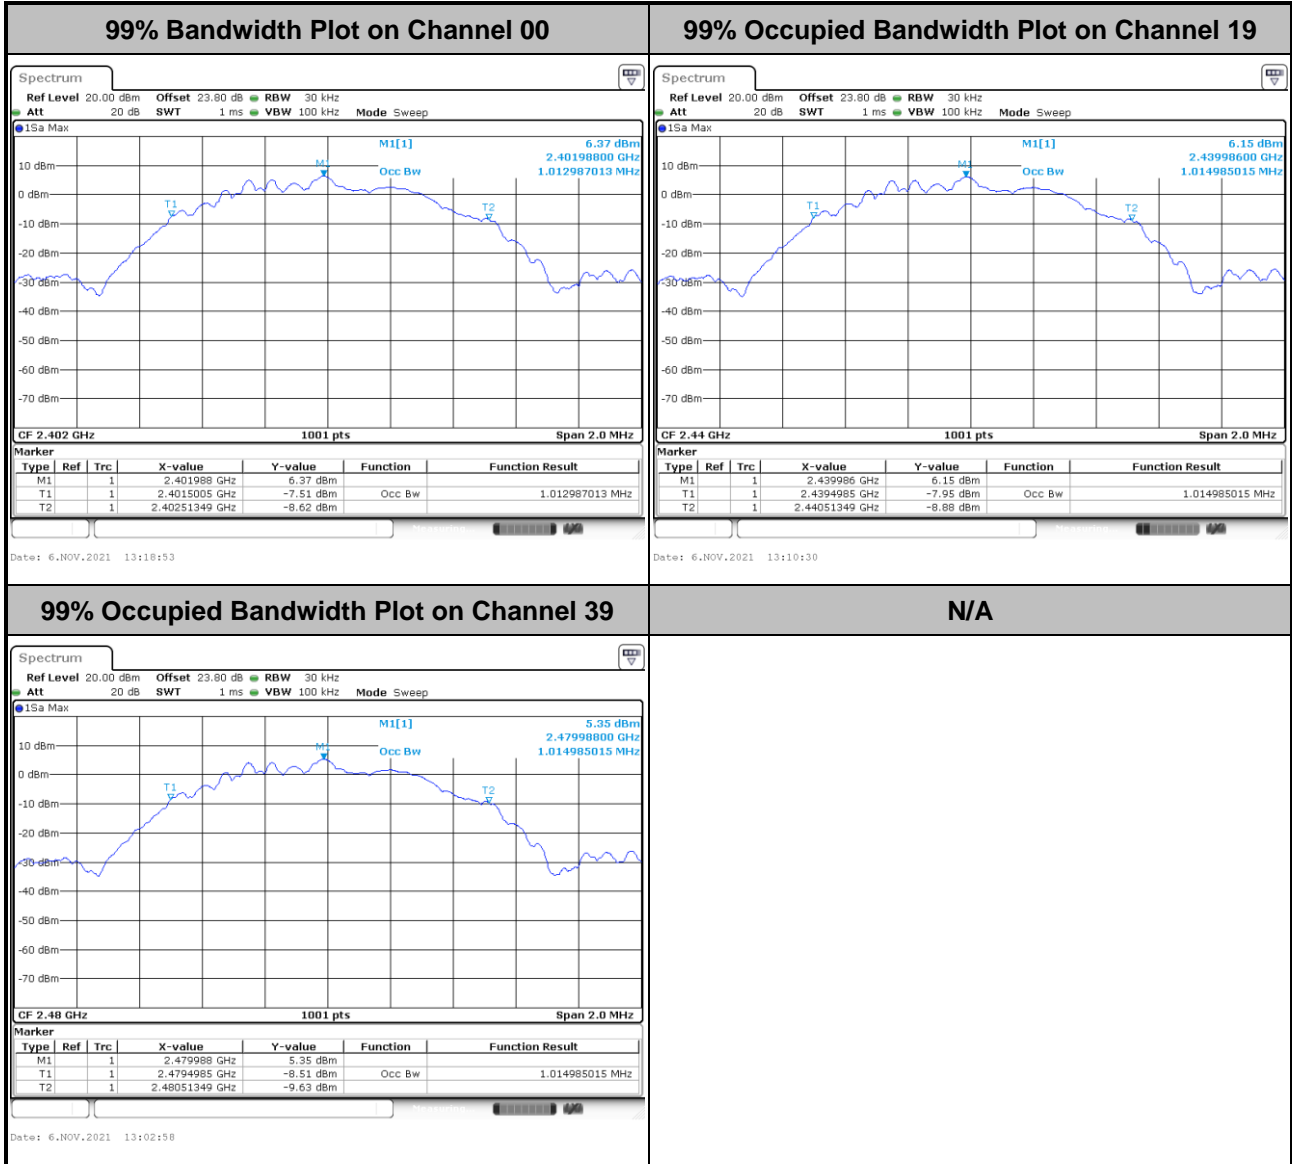 99% Bandwidth Plot on Channel 00
Spectrum
Ref Level 20.00 dBm Offset 23.80 dB RBW 30 kHz
Att 20 dB SWT 1 ms VBW 100 kHz Mode Sweep
1Sa Max
M1[1] 6.37 dBm
2.40198800 GHz
Occ Bw 1.012987013 MHz
M1
T1
T2
10 dBm
0 dBm
-10 dBm
-20 dBm
-30 dBm
-40 dBm
-50 dBm
-60 dBm
-70 dBm
CF 2.402 GHz 1001 pts Span 2.0 MHz
Marker
Type Ref Trc X-value Y-value Function Function Result
M1 1 2.401988 GHz 6.37 dBm
T1 1 2.4015005 GHz -7.51 dBm Occ Bw 1.012987013 MHz
T2 1 2.40251349 GHz -8.62 dBm
Measuring...
Date: 6.NOV.2021 13:18:53
99% Occupied Bandwidth Plot on Channel 19
Spectrum
Ref Level 20.00 dBm Offset 23.80 dB RBW 30 kHz
Att 20 dB SWT 1 ms VBW 100 kHz Mode Sweep
1Sa Max
M1[1] 6.15 dBm
2.43998600 GHz
Occ Bw 1.014985015 MHz
M1
T1
T2
10 dBm
0 dBm
-10 dBm
-20 dBm
-30 dBm
-40 dBm
-50 dBm
-60 dBm
-70 dBm
CF 2.44 GHz 1001 pts Span 2.0 MHz
Marker
Type Ref Trc X-value Y-value Function Function Result
M1 1 2.439986 GHz 6.15 dBm
T1 1 2.4394985 GHz -7.95 dBm Occ Bw 1.014985015 MHz
T2 1 2.44051349 GHz -8.88 dBm
Measuring...
Date: 6.NOV.2021 13:10:30
99% Occupied Bandwidth Plot on Channel 39
Spectrum
Ref Level 20.00 dBm Offset 23.80 dB RBW 30 kHz
Att 20 dB SWT 1 ms VBW 100 kHz Mode Sweep
1Sa Max
M1[1] 5.35 dBm
2.47998800 GHz
Occ Bw 1.014985015 MHz
M1
T1
T2
10 dBm
0 dBm
-10 dBm
-20 dBm
-30 dBm
-40 dBm
-50 dBm
-60 dBm
-70 dBm
CF 2.48 GHz 1001 pts Span 2.0 MHz
Marker
Type Ref Trc X-value Y-value Function Function Result
M1 1 2.479988 GHz 5.35 dBm
T1 1 2.4794985 GHz -8.51 dBm Occ Bw 1.014985015 MHz
T2 1 2.48051349 GHz -9.63 dBm
Measuring...
Date: 6.NOV.2021 13:02:58
N/A